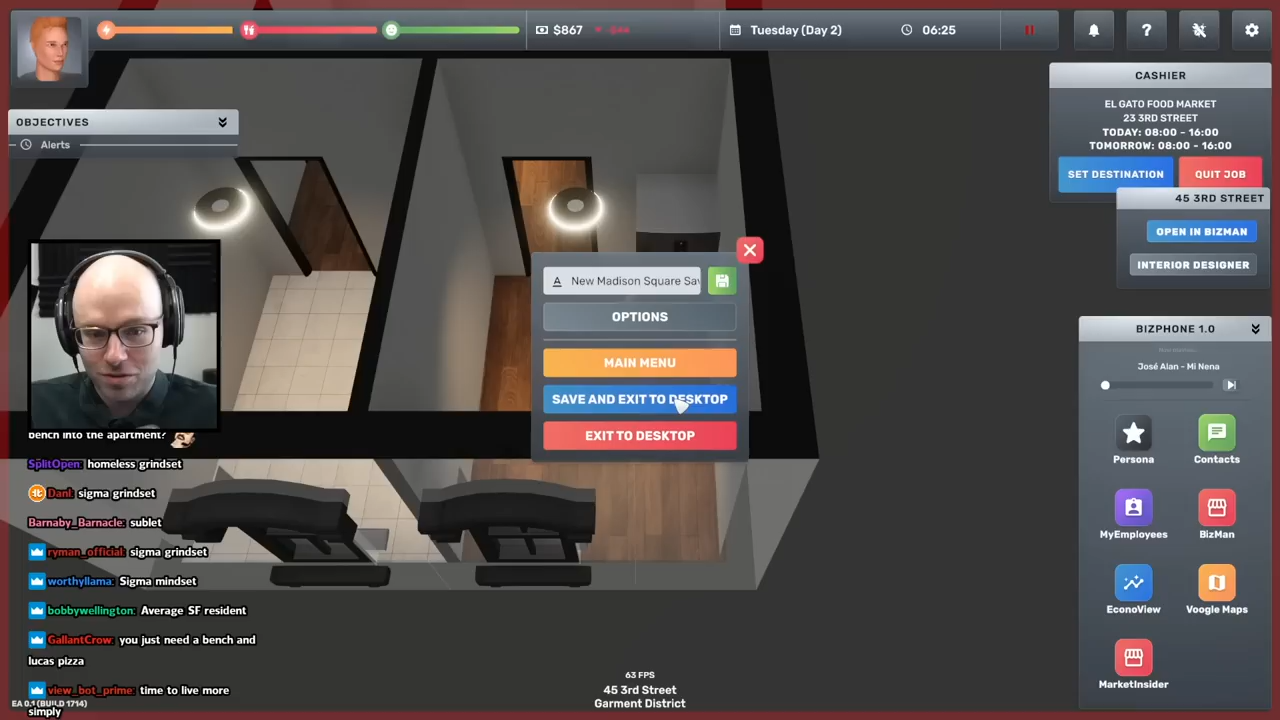 $867
Tuesday (Day 2)
06:25
OBJECTIVES
Alerts
CASHIER
EL GATO FOOD MARKET
23 3RD STREET
TODAY: 08:00 - 16:00
TOMORROW: 08:00 - 16:00
SET DESTINATION
QUIT JOB
45 3RD STREET
OPEN IN BIZMAN
INTERIOR DESIGNER
New Madison Square Sav
OPTIONS
MAIN MENU
SAVE AND EXIT TO DESKTOP
EXIT TO DESKTOP
BIZPHONE 1.0
José Alan - Mi Nena
Persona
Contacts
MyEmployees
BizMan
EconoView
Voogle Maps
MarketInsider
bench into the apartment?
SplitOpen: homeless grindset
Danl: sigma grindset
Barnaby_Barnacle: sublet
ryman_official: sigma grindset
worthyllama: Sigma mindset
bobbywellington: Average SF resident
GallantCrow: you just need a bench and
lucas pizza
view_bot_prime: time to live more
simply
EA 0.1 (BUILD 1714)
63 FPS
45 3rd Street
Garment District